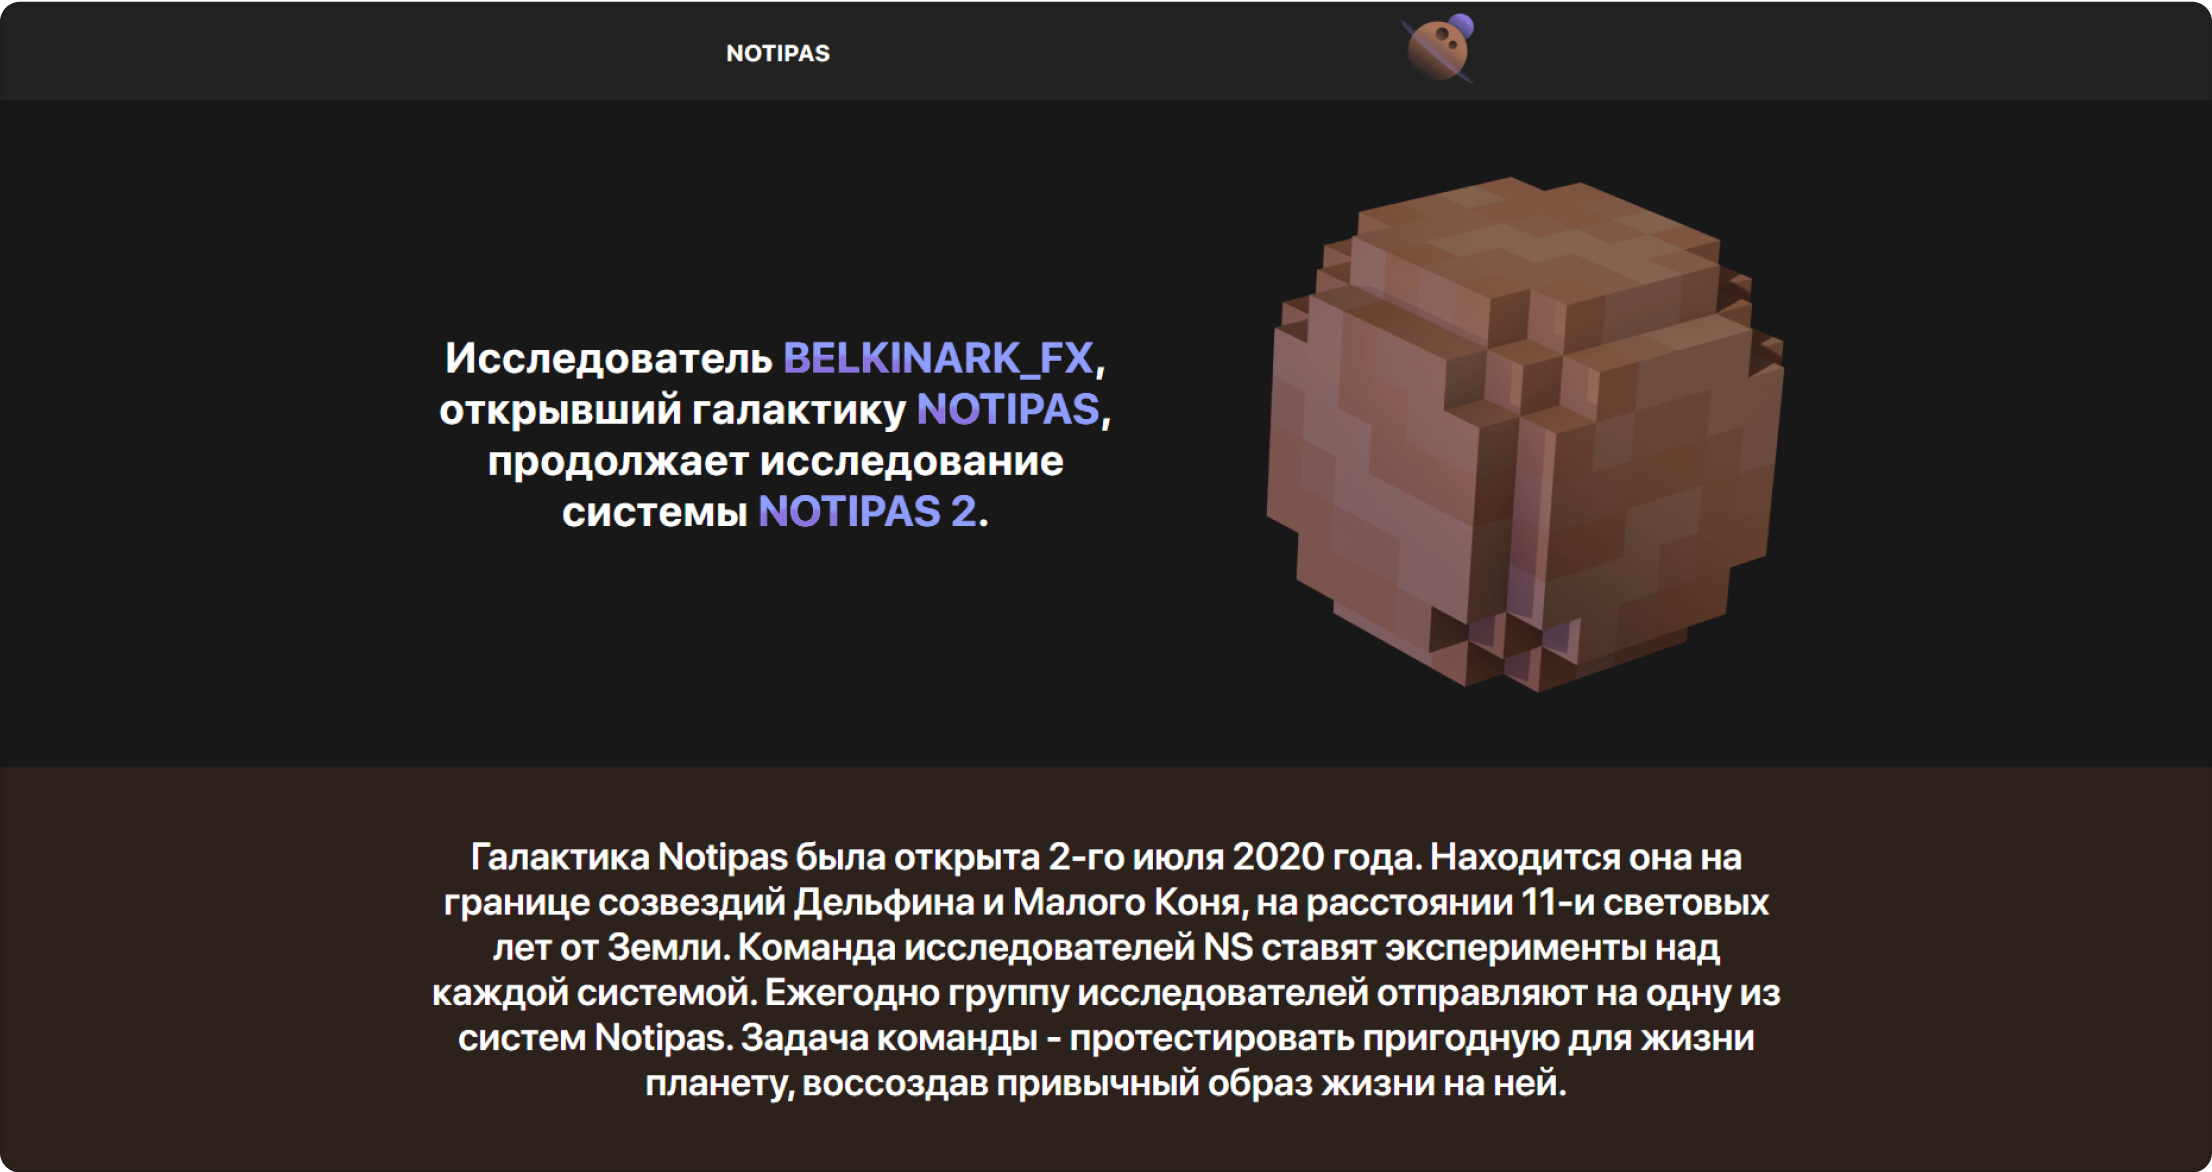 NOTIPAS
Исследователь BELKINARK_FX,
открывший галактику NOTIPAS,
продолжает исследование
системы NOTIPAS 2.
Галактика Notipas была открыта 2-го июля 2020 года. Находится она на
границе созвездий Дельфина и Малого Коня, на расстоянии 11-и световых
лет от Земли. Команда исследователей NS ставят эксперименты над
каждой системой. Ежегодно группу исследователей отправляют на одну из
систем Notipas. Задача команды - протестировать пригодную для жизни
планету, воссоздав привычный образ жизни на ней.